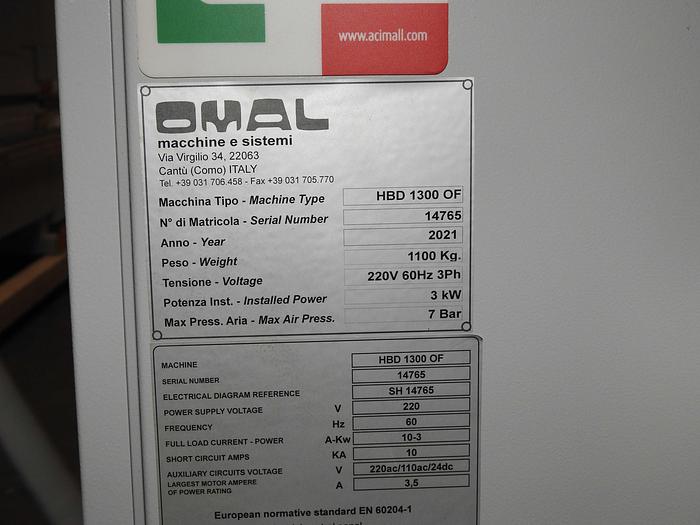 www.acimall.com
OMAL
macchine e sistemi
Via Virgilio 34, 22063
Cantù (Como) ITALY
Tel. +39 031 706.458 - Fax +39 031 705.770
Macchina Tipo - Machine Type HBD 1300 OF
N° di Matricola - Serial Number 14765
Anno - Year 2021
Peso - Weight 1100 Kg.
Tensione - Voltage 220V 60Hz 3Ph
Potenza Inst. - Installed Power 3 kW
Max Press. Aria - Max Air Press. 7 Bar
MACHINE HBD 1300 OF
SERIAL NUMBER 14765
ELECTRICAL DIAGRAM REFERENCE SH 14765
POWER SUPPLY VOLTAGE V 220
FREQUENCY Hz 60
FULL LOAD CURRENT - POWER A-Kw 10-3
SHORT CIRCUIT AMPS KA 10
AUXILIARY CIRCUITS VOLTAGE V 220ac/110ac/24dc
LARGEST MOTOR AMPERE
OF POWER RATING A 3,5
European normative standard EN 60204-1